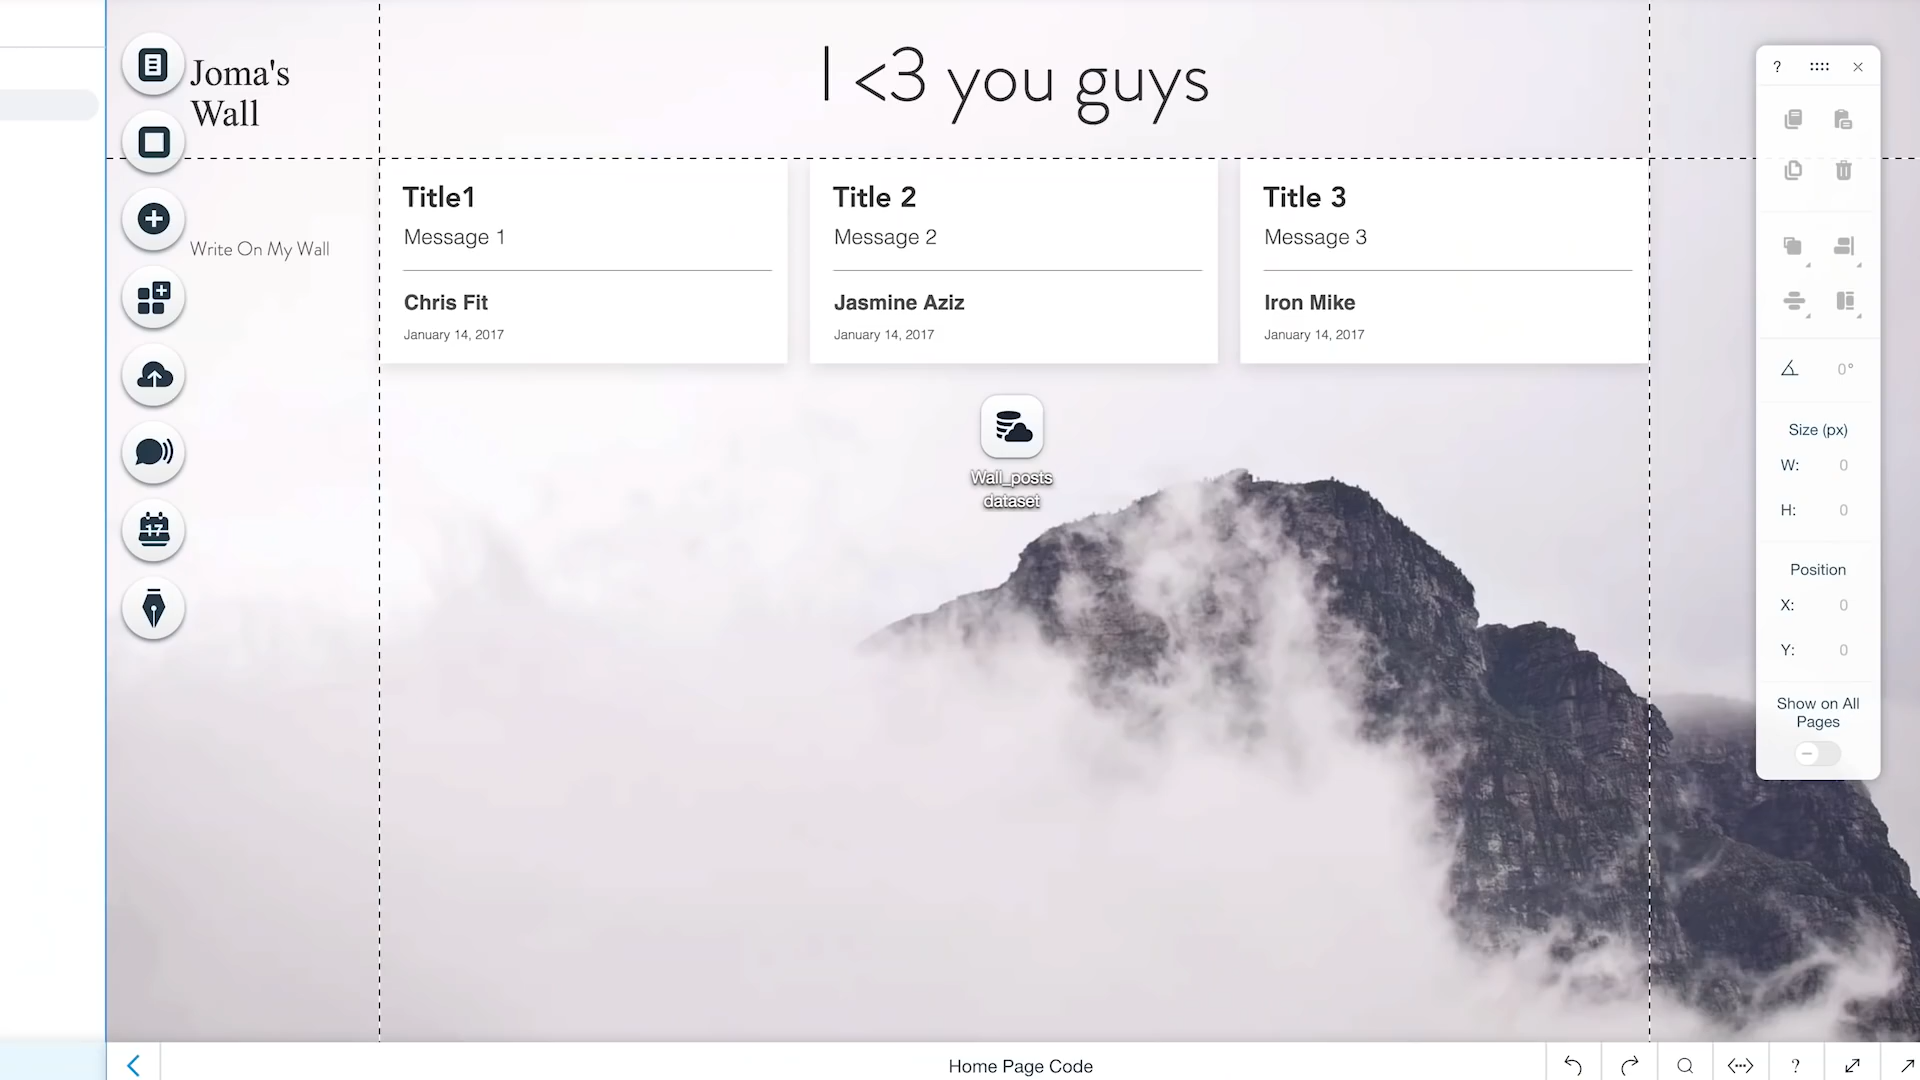 Joma's
Wall
I <3 you guys
Write On My Wall
Title1
Message 1
Chris Fit
January 14, 2017
Title 2
Message 2
Jasmine Aziz
January 14, 2017
Title 3
Message 3
Iron Mike
January 14, 2017
Wall_posts
dataset
17
?
0°
Size (px)
W: 0
H: 0
Position
X: 0
Y: 0
Show on All
Pages
Home Page Code
?